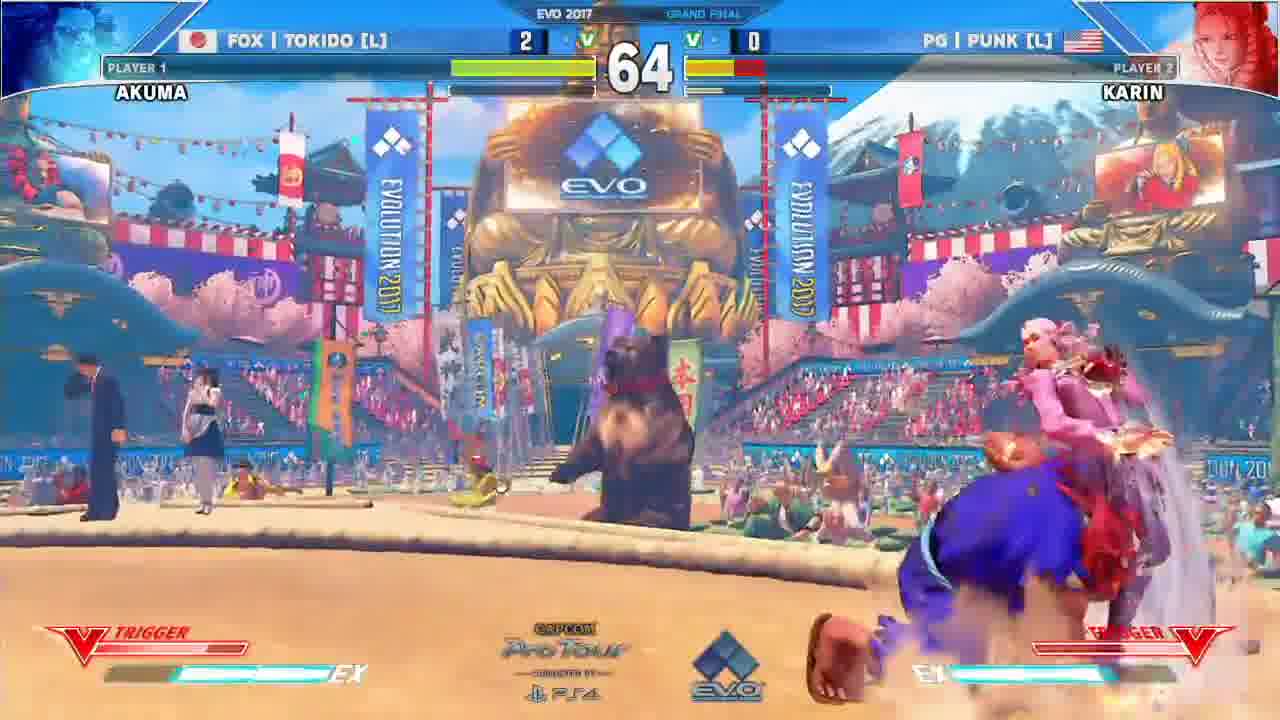 EVO 2017 GRAND FINAL
FOX | TOKIDO [L] 2 0 PG | PUNK [L]
64
PLAYER 1 PLAYER 2
AKUMA KARIN
EVO
EVOLUTION 2017
EVOLUTION 2017
TRIGGER
TRIGGER
EX
EX
CAPCOM
Pro Tour
PS4
EVO